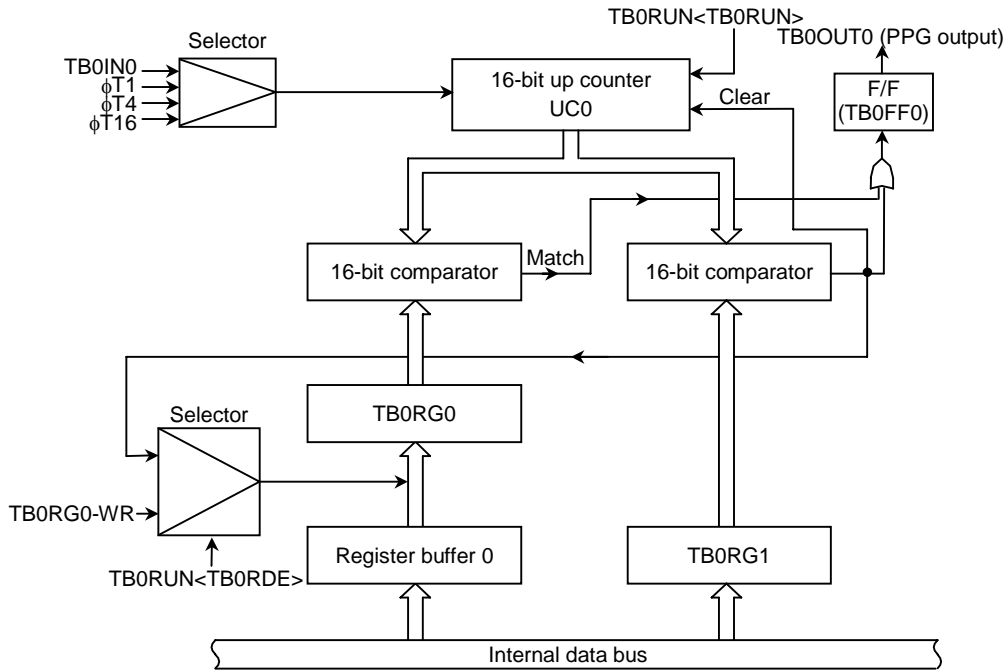 TB0RUN<TB0RUN>
TB0OUT0 (PPG output)
Selector
TB0IN0
ϕT1
ϕT4
ϕT16
16-bit up counter
UC0
Clear
F/F
(TB0FF0)
16-bit comparator
Match
16-bit comparator
TB0RG0
Selector
TB0RG0-WR
Register buffer 0
TB0RG1
TB0RUN<TB0RDE>
Internal data bus